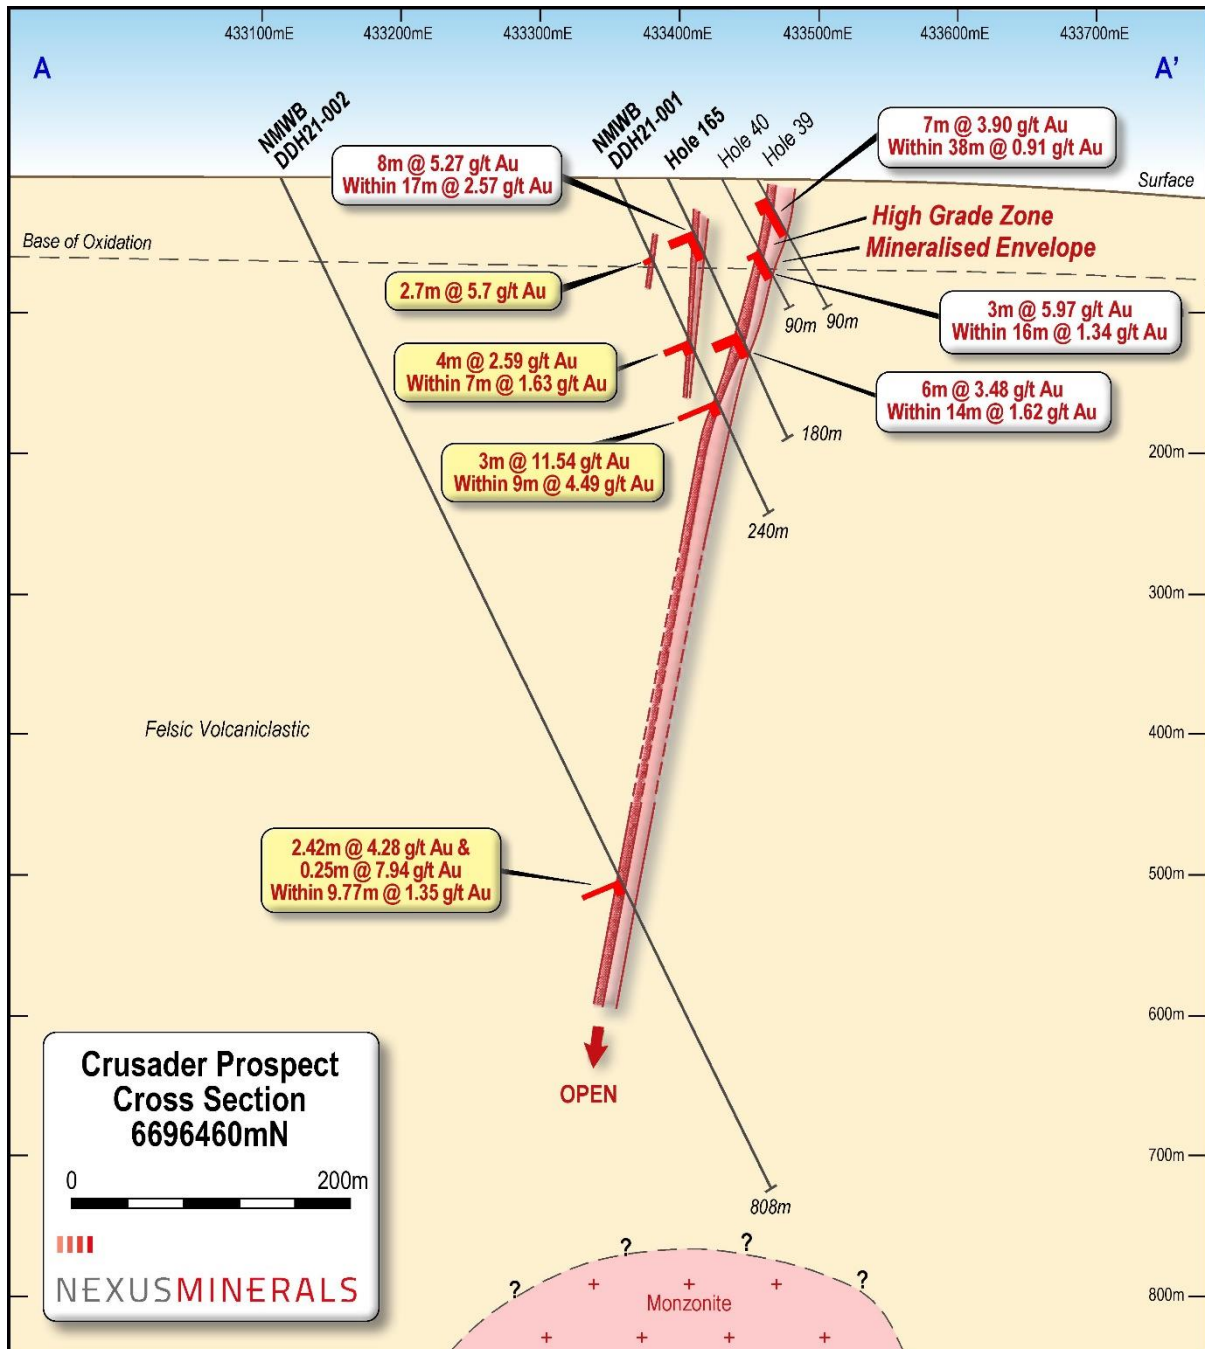 433100mE
433200mE
433300mE
433400mE
433500mE
433600mE
433700mE
A
A'
NMWB
DDH21-002
NMWB
DDH21-001
Hole 165
Hole 40
Hole 39
7m @ 3.90 g/t Au
Within 38m @ 0.91 g/t Au
8m @ 5.27 g/t Au
Within 17m @ 2.57 g/t Au
Surface
High Grade Zone
Mineralised Envelope
Base of Oxidation
2.7m @ 5.7 g/t Au
3m @ 5.97 g/t Au
Within 16m @ 1.34 g/t Au
90m
90m
4m @ 2.59 g/t Au
Within 7m @ 1.63 g/t Au
6m @ 3.48 g/t Au
Within 14m @ 1.62 g/t Au
180m
200m
3m @ 11.54 g/t Au
Within 9m @ 4.49 g/t Au
240m
300m
Felsic Volcaniclastic
400m
2.42m @ 4.28 g/t Au &
0.25m @ 7.94 g/t Au
Within 9.77m @ 1.35 g/t Au
500m
600m
OPEN
Crusader Prospect
Cross Section
6696460mN
0 200m
NEXUSMINERALS
700m
808m
? ? ? ?
Monzonite
800m